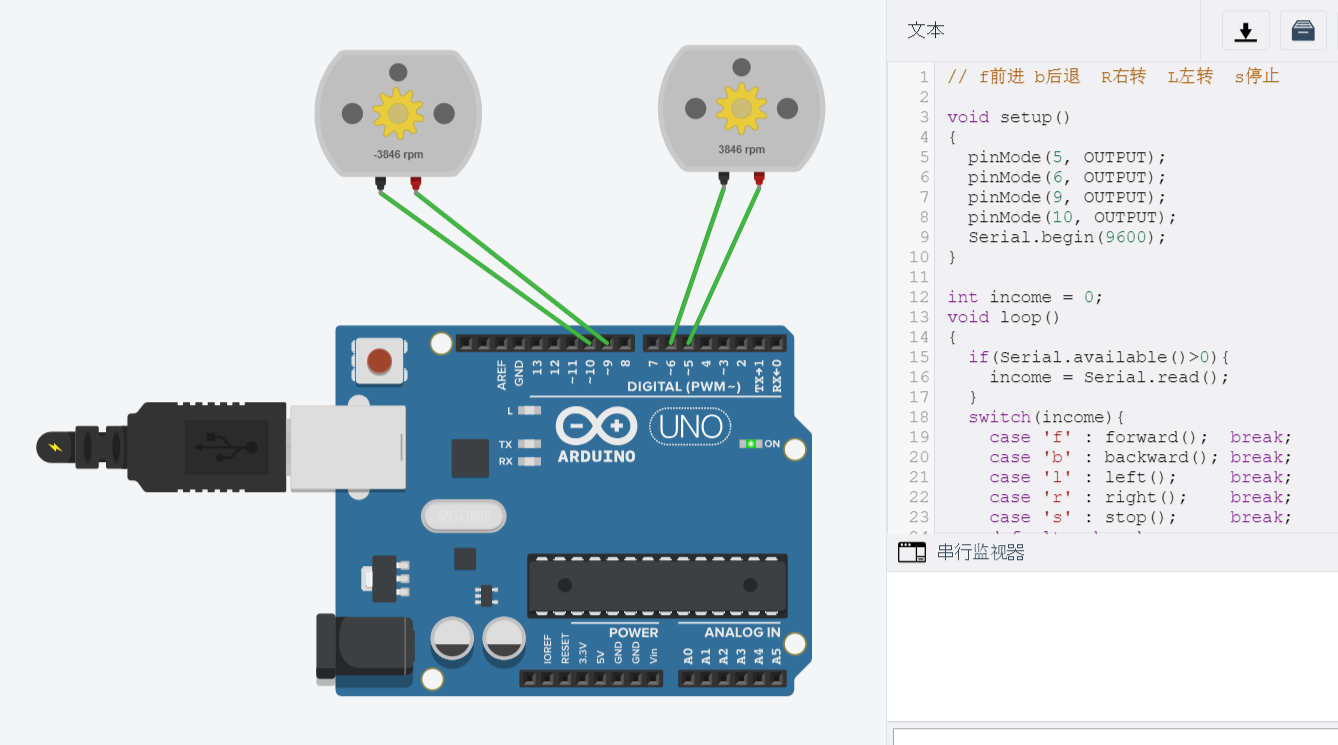 -3846 rpm
3846 rpm
AREF
GND
13
12
~11
~10
~9
8
7
~6
~5
4
~3
2
TX→1
RX←0
DIGITAL (PWM~)
L
TX
RX
ARDUINO
UNO
ON
SPK16.000G
IOREF
RESET
3.3V
5V
GND
GND
Vin
POWER
ANALOG IN
A0
A1
A2
A3
A4
A5
文本
1 // f前进 b后退 R右转 L左转 s停止
2
3 void setup()
4 {
5 pinMode(5, OUTPUT);
6 pinMode(6, OUTPUT);
7 pinMode(9, OUTPUT);
8 pinMode(10, OUTPUT);
9 Serial.begin(9600);
10 }
11
12 int income = 0;
13 void loop()
14 {
15 if(Serial.available()>0){
16 income = Serial.read();
17 }
18 switch(income){
19 case 'f' : forward(); break;
20 case 'b' : backward(); break;
21 case 'l' : left(); break;
22 case 'r' : right(); break;
23 case 's' : stop(); break;
串行监视器